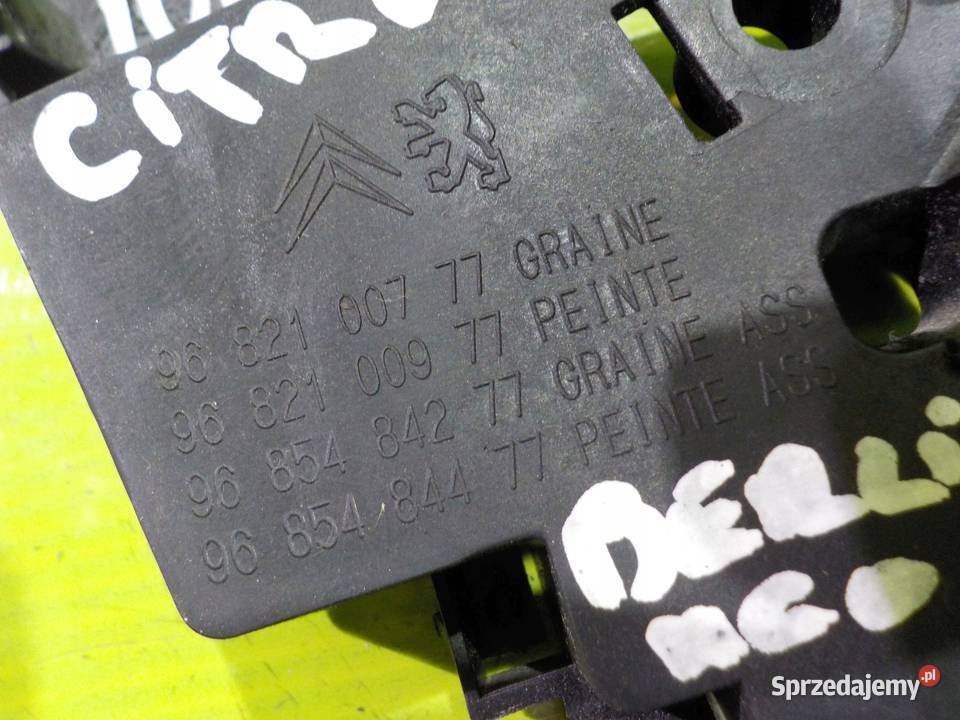 CiTR
96 821 007 77 GRAINE
96 821 009 77 PEINTE
96 854 842 77 GRAINE ASS
96 854 844 77 PEINTE ASS
BERLi
Sprzedajemy.pl